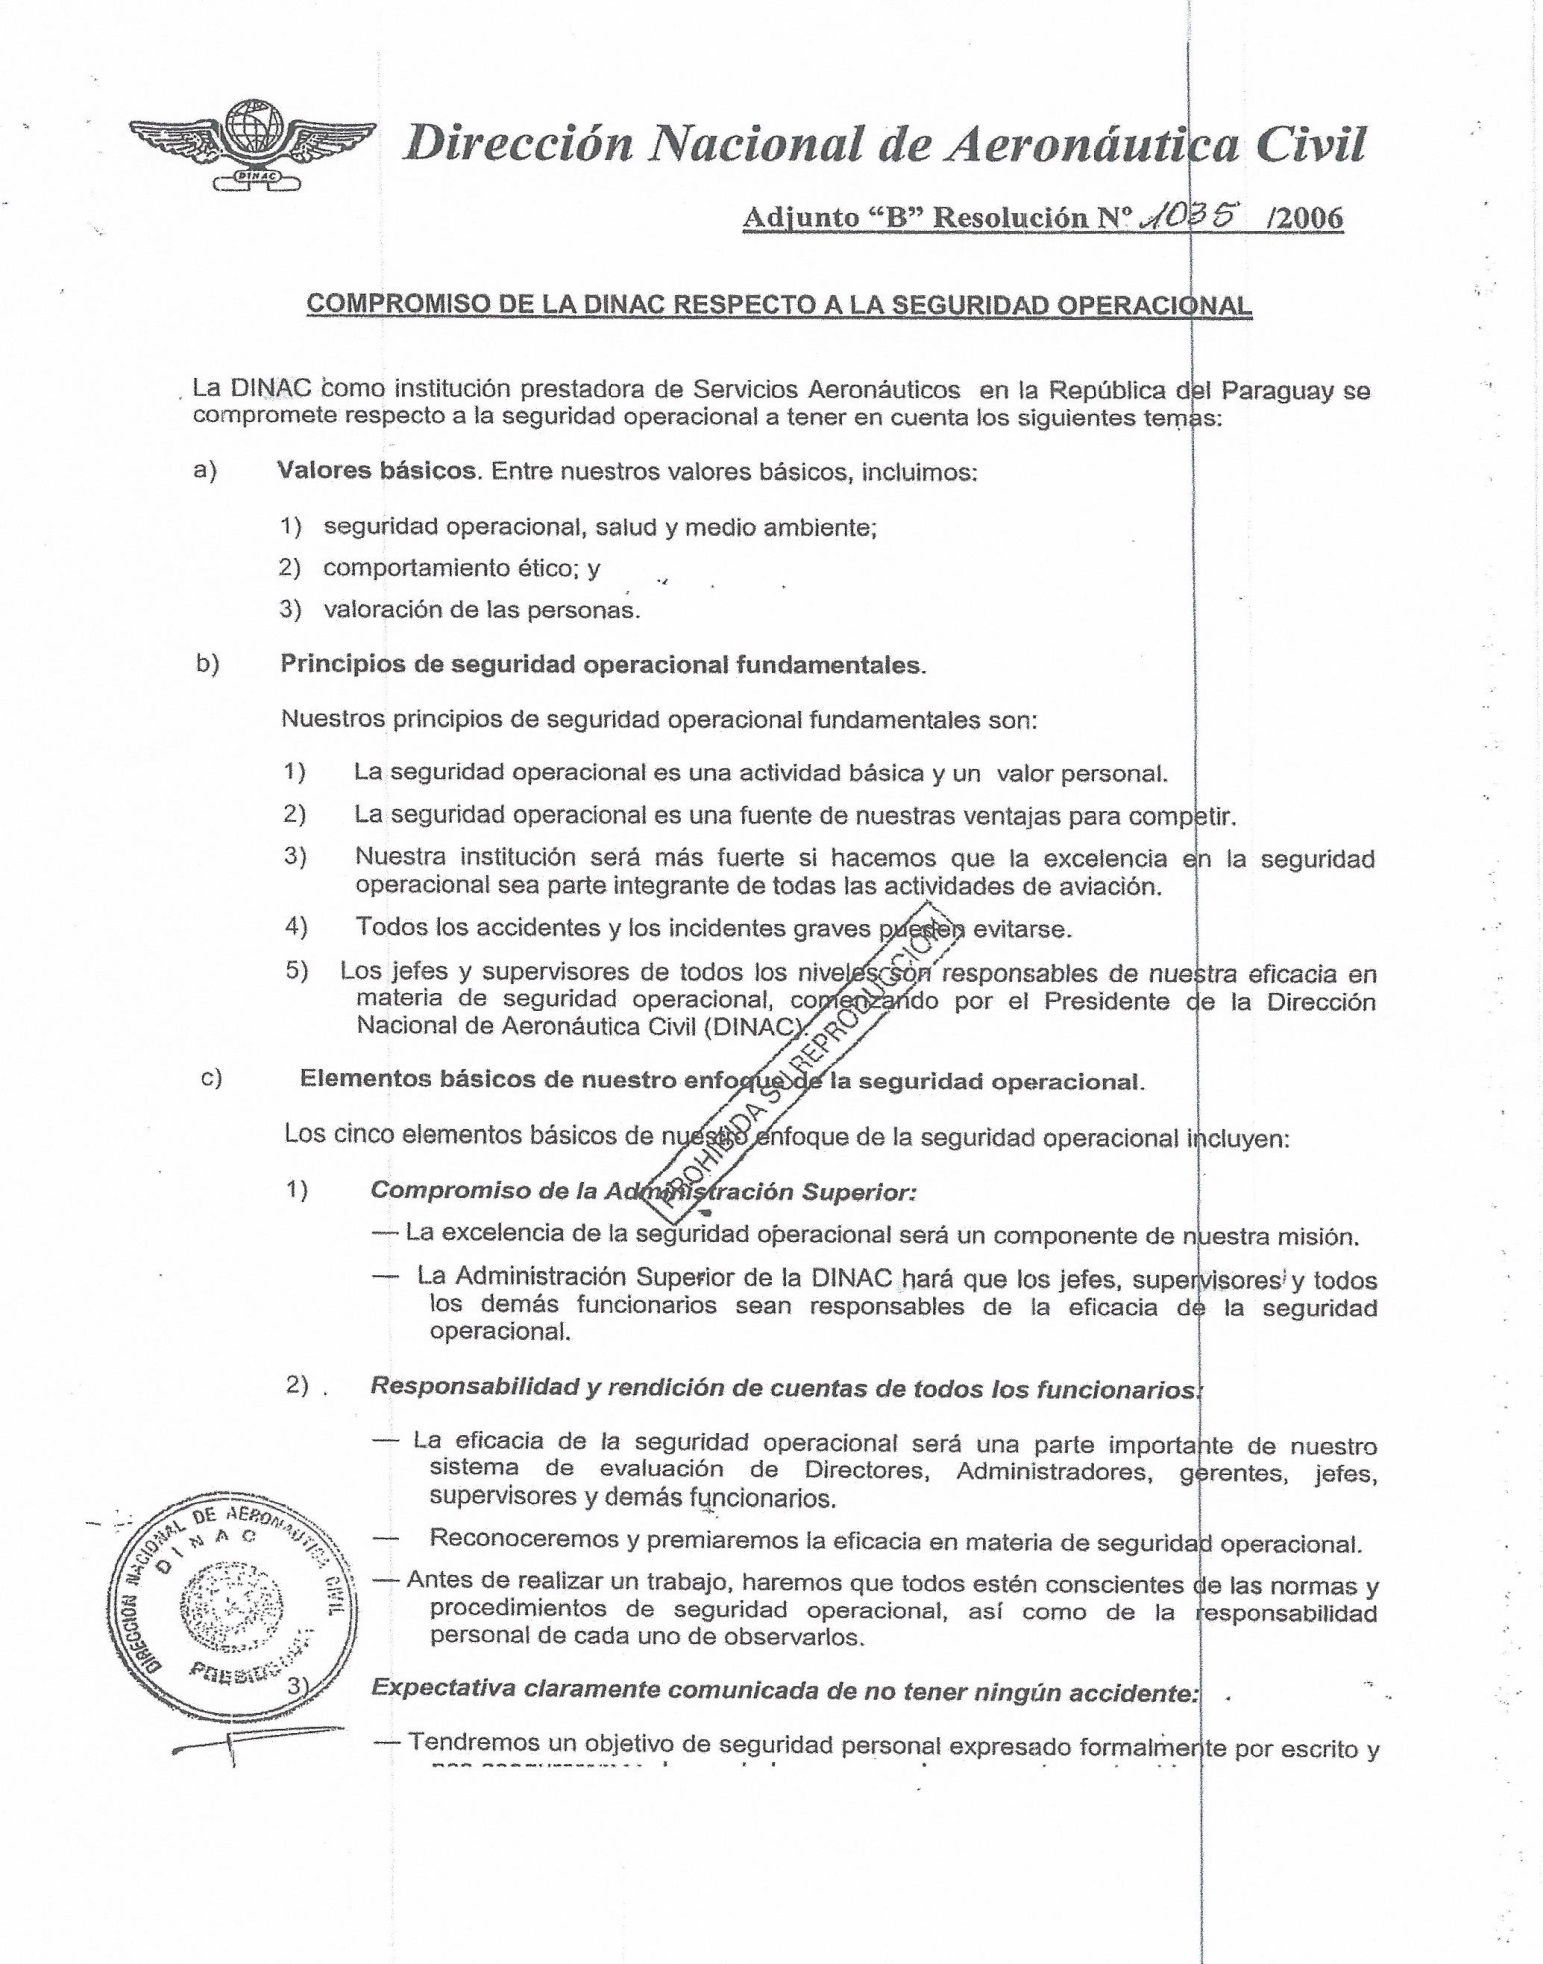 DINAC
Dirección Nacional de Aeronáutica Civil
Adjunto “B” Resolución Nº 1035 /2006
COMPROMISO DE LA DINAC RESPECTO A LA SEGURIDAD OPERACIONAL
La DINAC como institución prestadora de Servicios Aeronáuticos en la República del Paraguay se
compromete respecto a la seguridad operacional a tener en cuenta los siguientes temas:
a) Valores básicos. Entre nuestros valores básicos, incluimos:
1) seguridad operacional, salud y medio ambiente;
2) comportamiento ético; y
3) valoración de las personas.
b) Principios de seguridad operacional fundamentales.
Nuestros principios de seguridad operacional fundamentales son:
1) La seguridad operacional es una actividad básica y un valor personal.
2) La seguridad operacional es una fuente de nuestras ventajas para competir.
3) Nuestra institución será más fuerte si hacemos que la excelencia en la seguridad
operacional sea parte integrante de todas las actividades de aviación.
4) Todos los accidentes y los incidentes graves pueden evitarse.
5) Los jefes y supervisores de todos los niveles son responsables de nuestra eficacia en
materia de seguridad operacional, comenzando por el Presidente de la Dirección
Nacional de Aeronáutica Civil (DINAC).
PROHIBIDA SU REPRODUCCIÓN
c) Elementos básicos de nuestro enfoque de la seguridad operacional.
Los cinco elementos básicos de nuestro enfoque de la seguridad operacional incluyen:
1) Compromiso de la Administración Superior:
— La excelencia de la seguridad operacional será un componente de nuestra misión.
— La Administración Superior de la DINAC hará que los jefes, supervisores y todos
los demás funcionarios sean responsables de la eficacia de la seguridad
operacional.
2) . Responsabilidad y rendición de cuentas de todos los funcionarios:
— La eficacia de la seguridad operacional será una parte importante de nuestro
sistema de evaluación de Directores, Administradores, gerentes, jefes,
supervisores y demás funcionarios.
— Reconoceremos y premiaremos la eficacia en materia de seguridad operacional.
— Antes de realizar un trabajo, haremos que todos estén conscientes de las normas y
procedimientos de seguridad operacional, así como de la responsabilidad
personal de cada uno de observarlos.
DIRECCION NACIONAL DE AERONAUTICA CIVIL
DINAC
3) Expectativa claramente comunicada de no tener ningún accidente:
— Tendremos un objetivo de seguridad personal expresado formalmente por escrito y